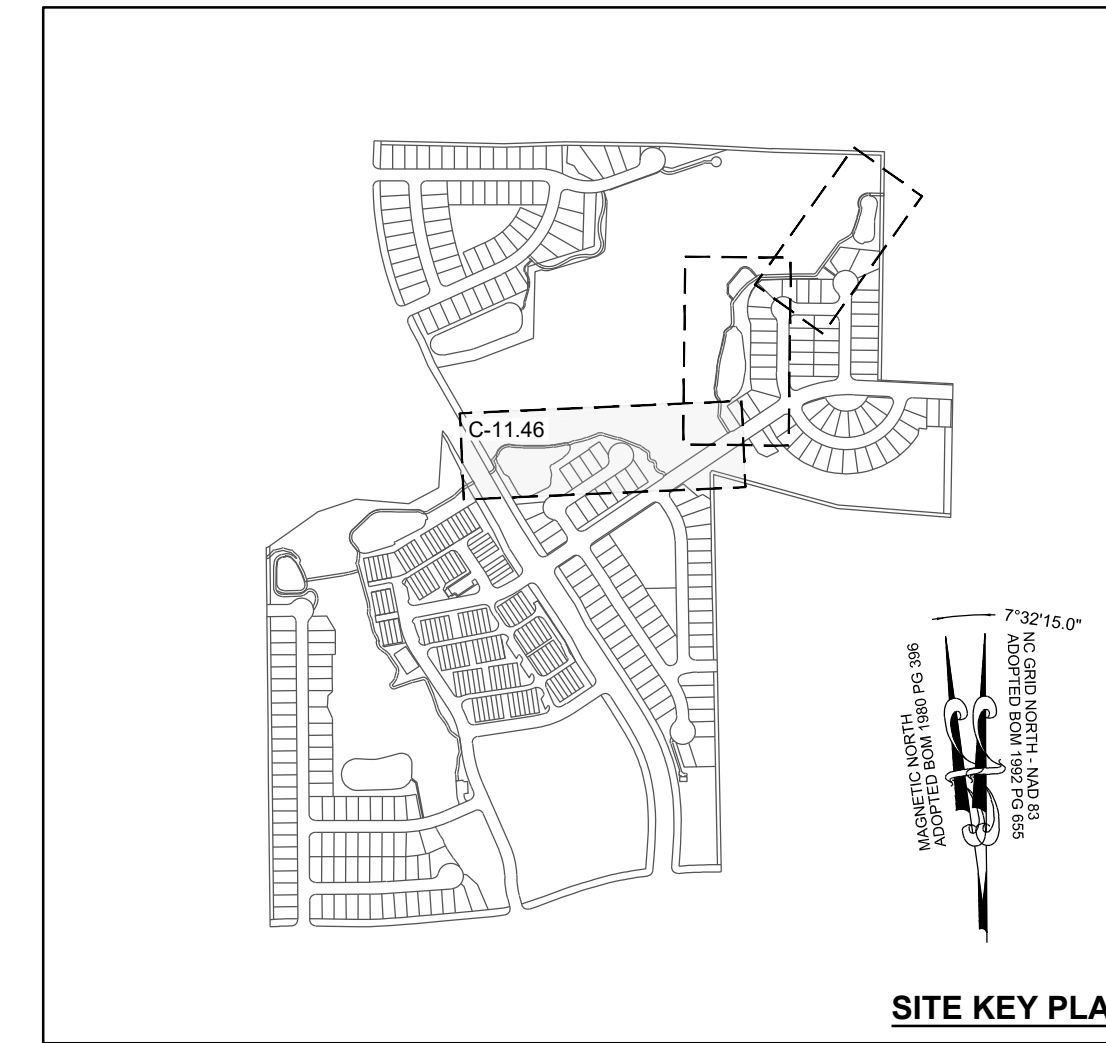 C-11.46
7°32'15.0"
NC GRID NORTH - NAD 83
ADOPTED BOM 1992 PG 655
MAGNETIC NORTH
ADOPTED BOM 1980 PG 396
SITE KEY PLA